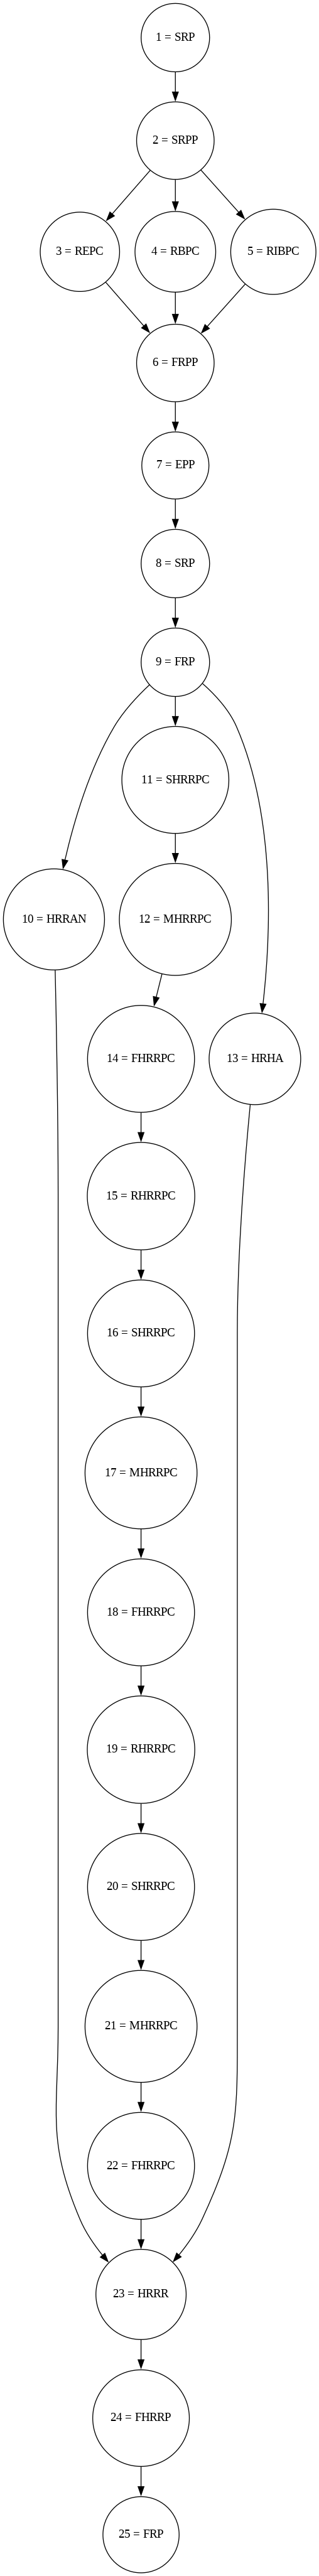 1 = SRP
2 = SRPP
3 = REPC
4 = RBPC
5 = RIBPC
6 = FRPP
7 = EPP
8 = SRP
9 = FRP
11 = SHRRPC
10 = HRRAN
12 = MHRRPC
14 = FHRRPC
13 = HRHA
15 = RHRRPC
16 = SHRRPC
17 = MHRRPC
18 = FHRRPC
19 = RHRRPC
20 = SHRRPC
21 = MHRRPC
22 = FHRRPC
23 = HRRR
24 = FHRRP
25 = FRP